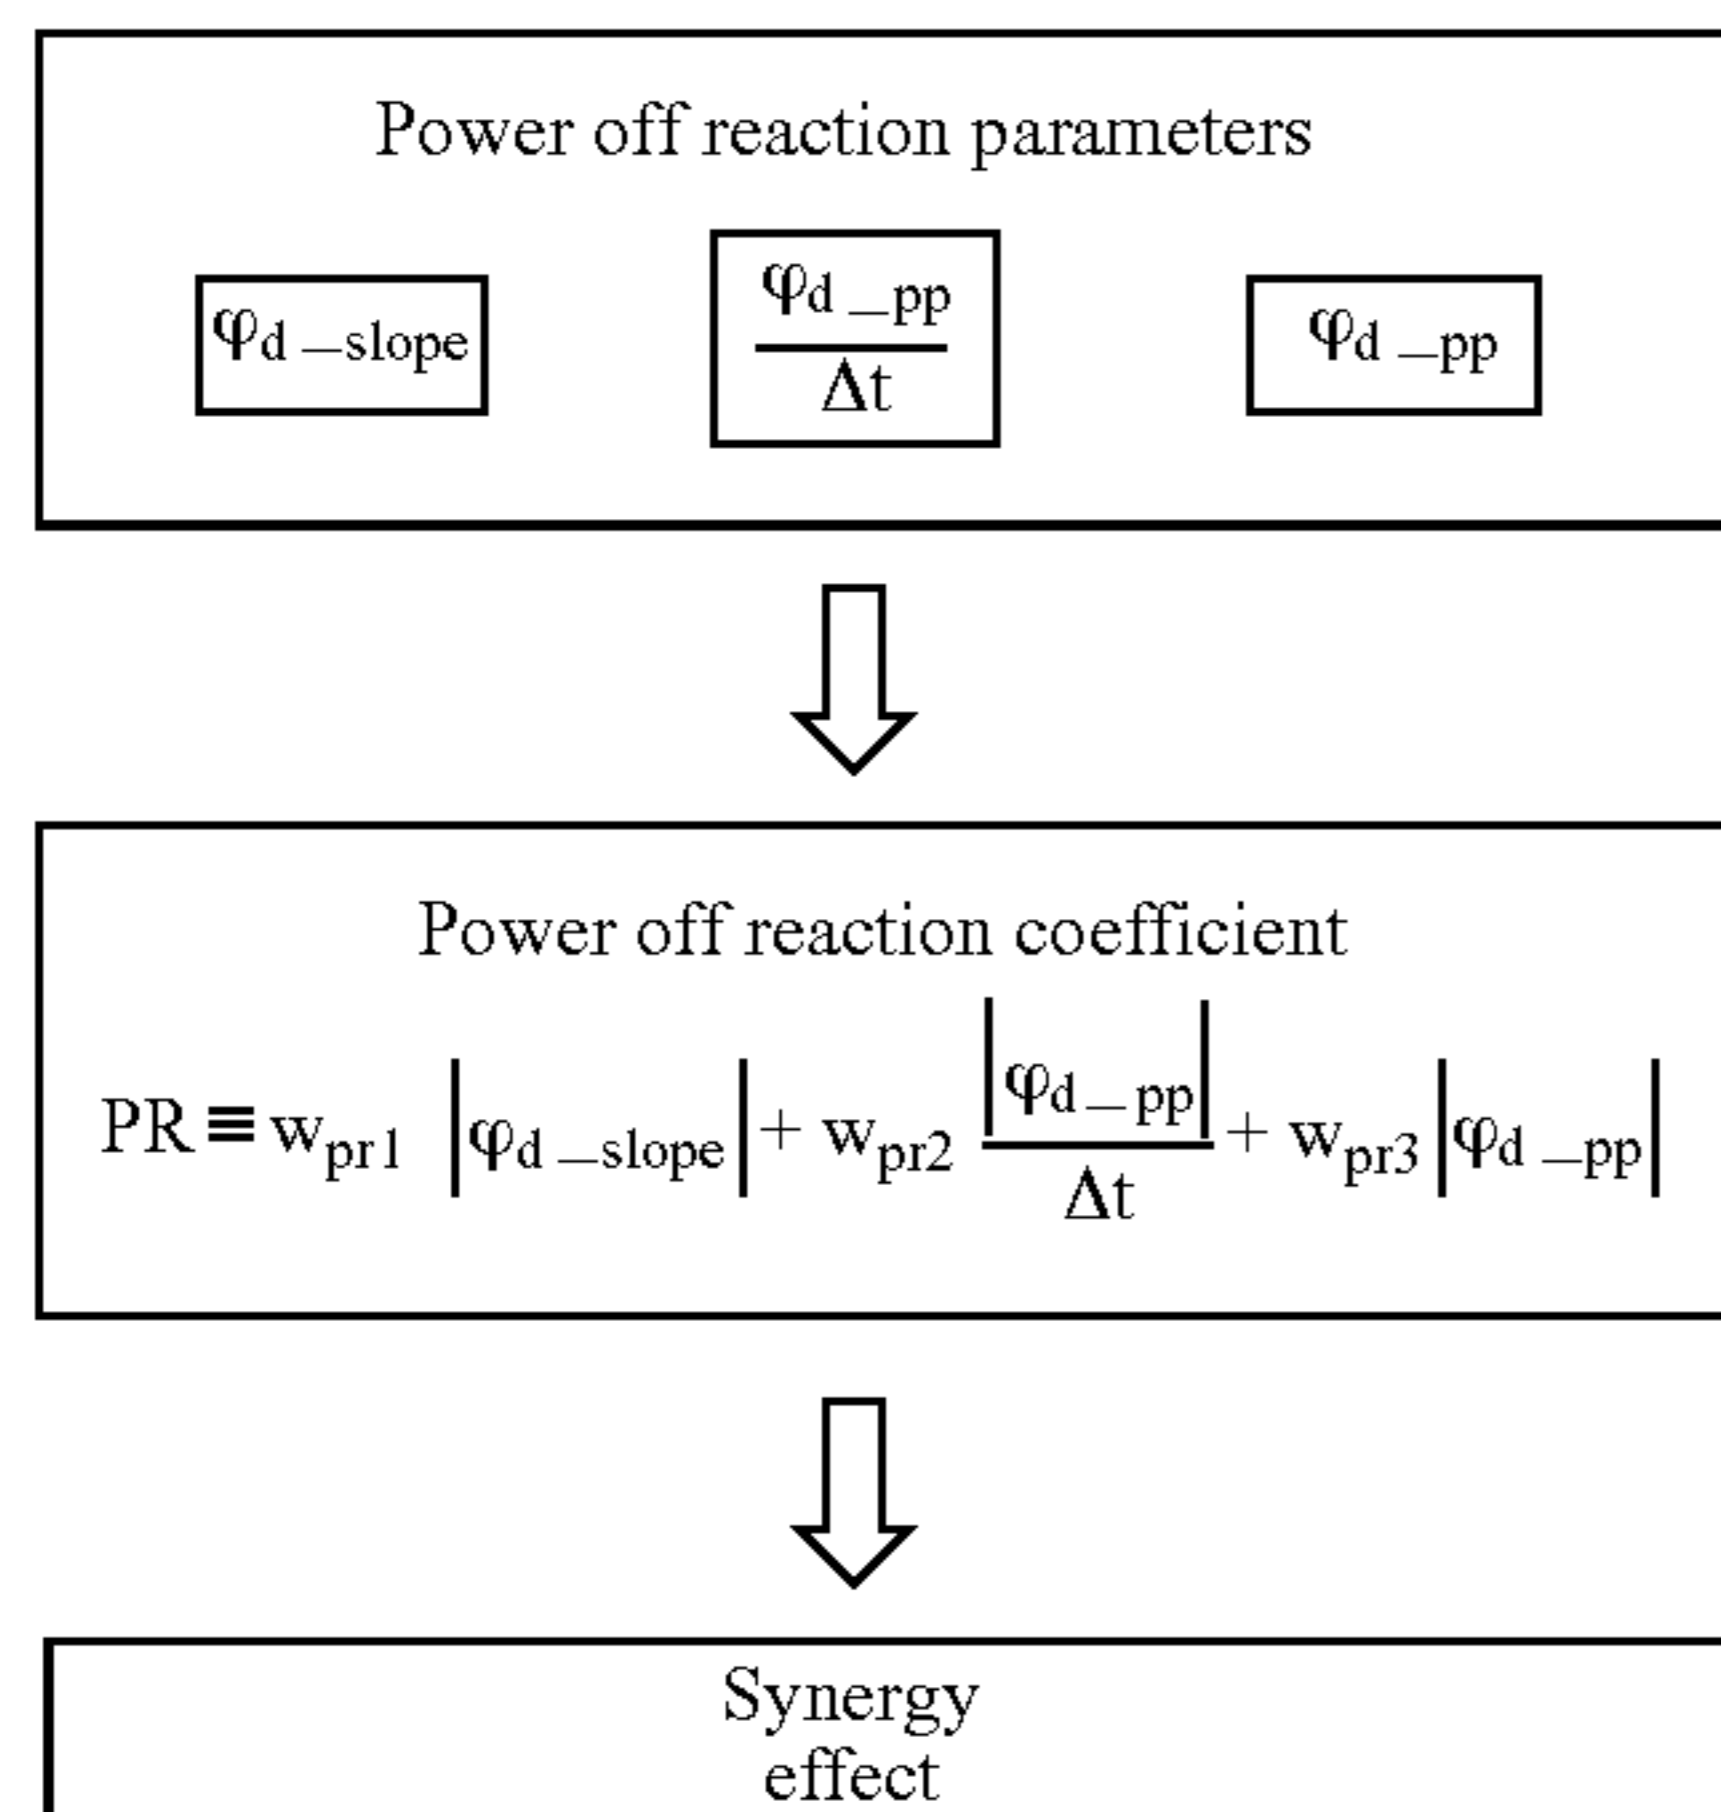 Power off reaction parameters
φd_slope φd_pp/Δt φd_pp
Power off reaction coefficient
PR ≡ wpr1 |φd_slope| + wpr2 |φd_pp|/Δt + wpr3 |φd_pp|
Synergy
effect